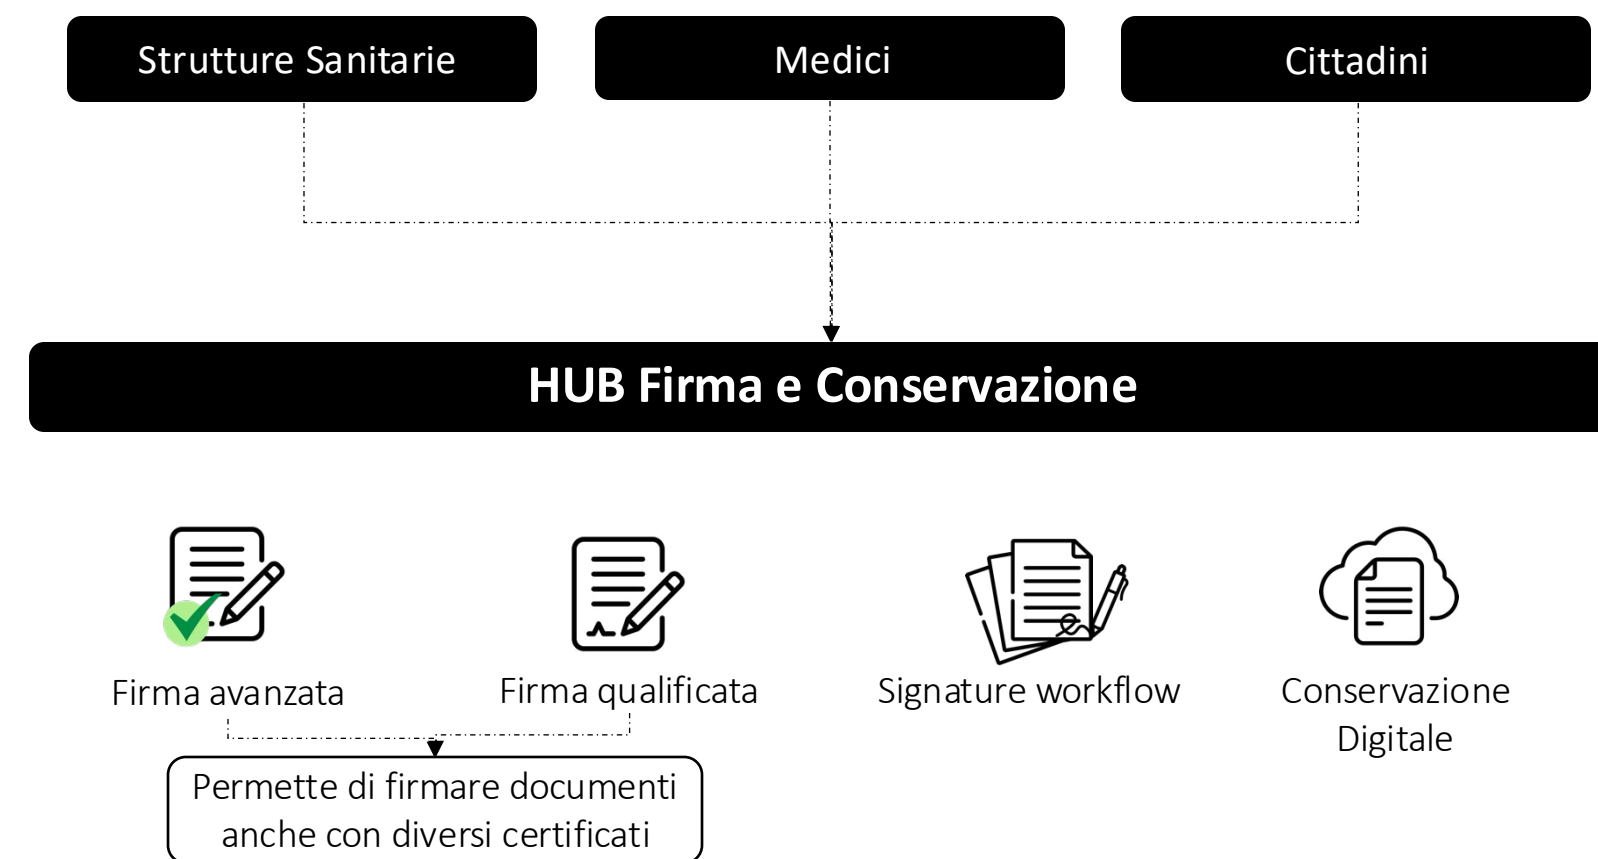 Strutture Sanitarie
Medici
Cittadini
HUB Firma e Conservazione
Firma avanzata
Firma qualificata
Signature workflow
Conservazione
Digitale
Permette di firmare documenti
anche con diversi certificati